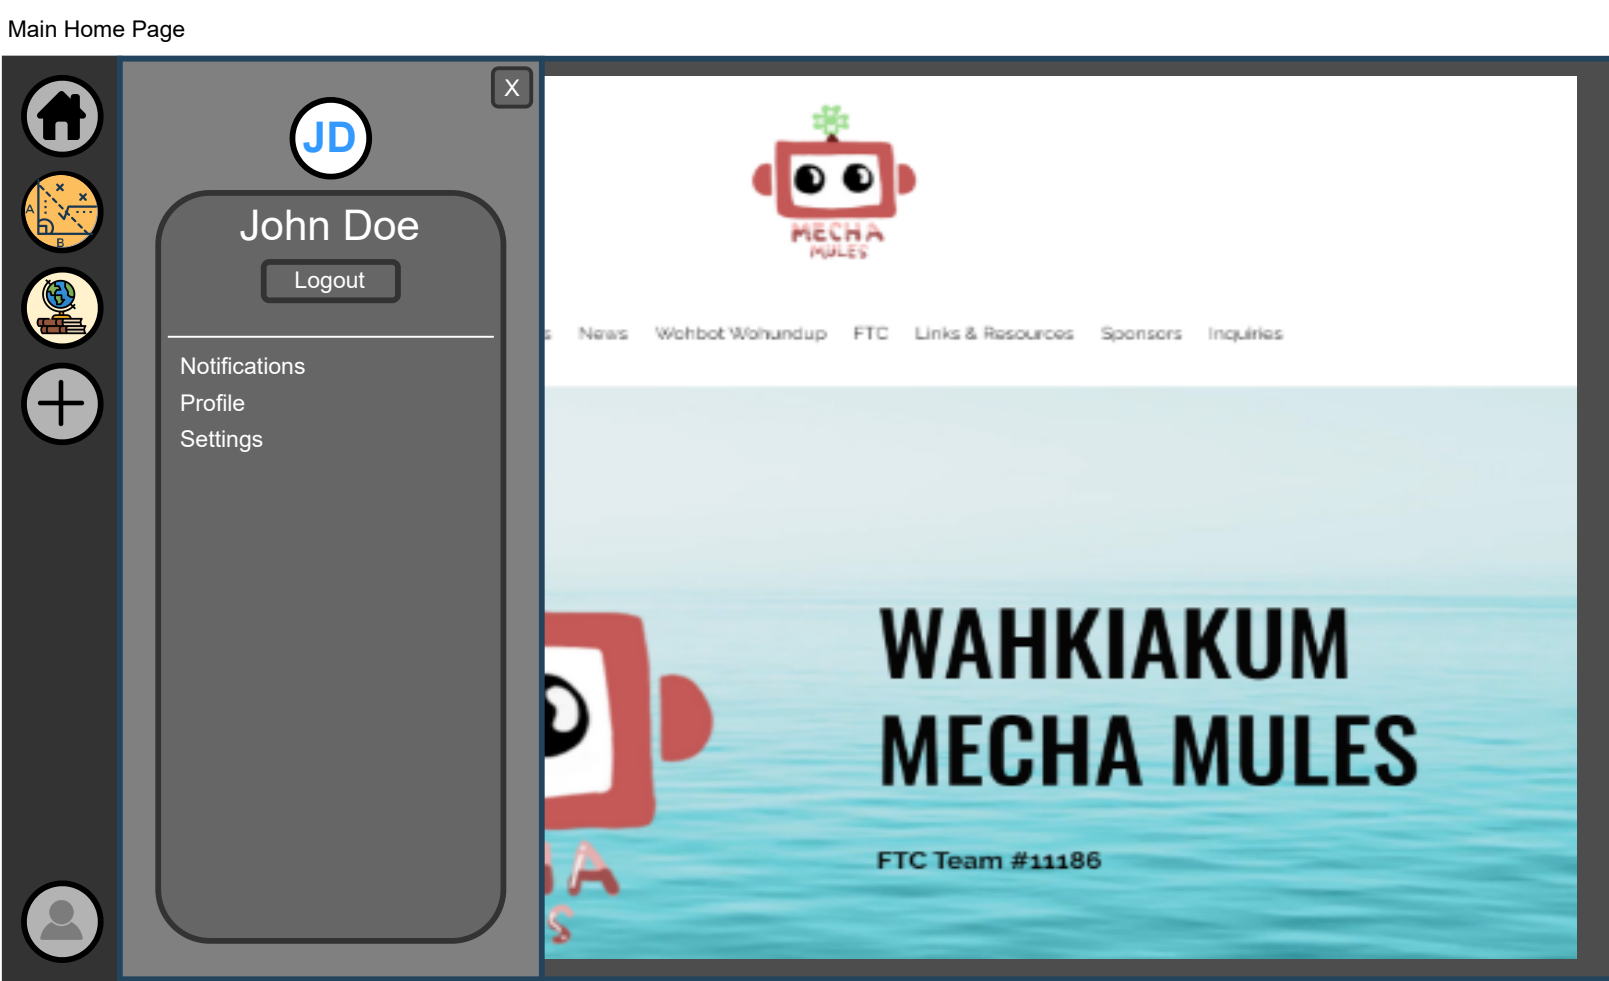 Main Home Page
X
JD
John Doe
Logout
Notifications
Profile
Settings
A
B
MECHA
MULES
s News Wohbot Wohundup FTC Links & Resources Sponsors Inquiries
WAHKIAKUM
MECHA MULES
FTC Team #11186
A
S